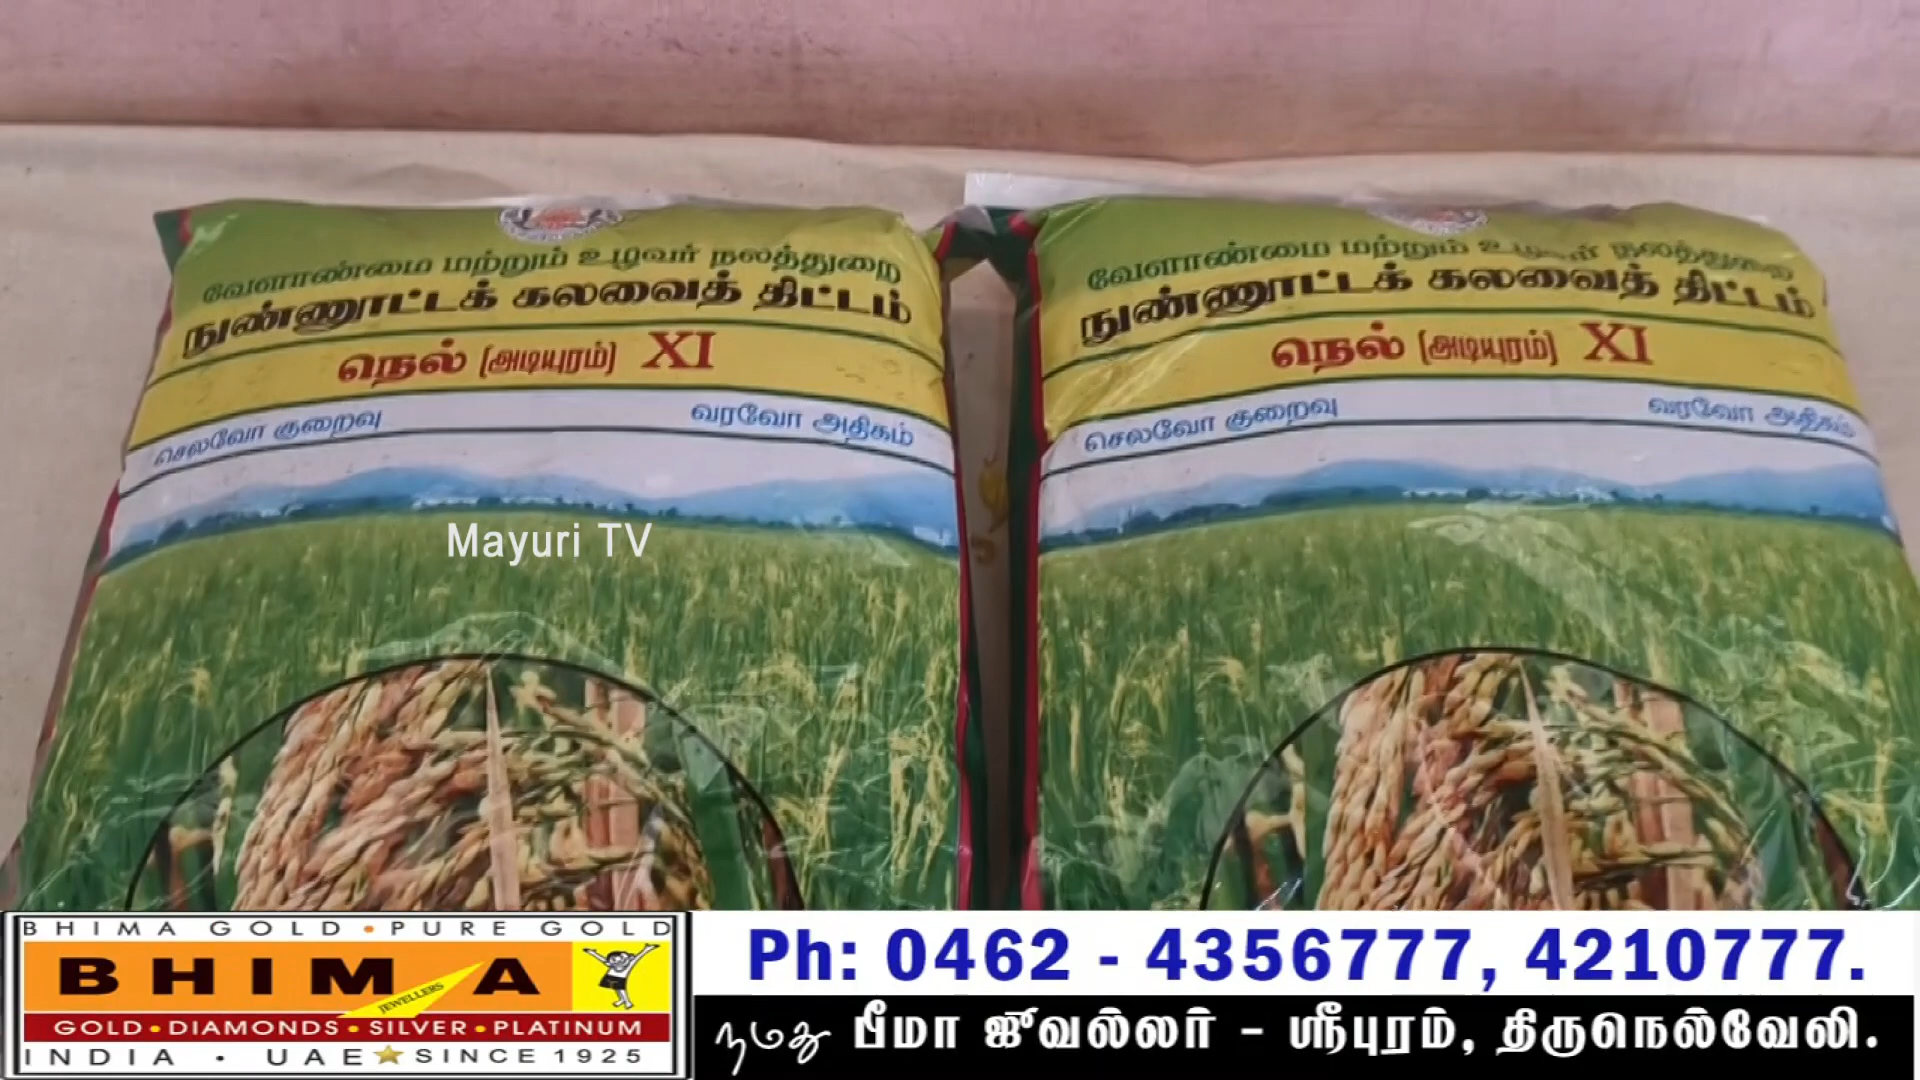 வேளாண்மை மற்றும் உழவர் நலத்துறை
நுண்ணூட்டக் கலவைத் திட்டம்
நெல் (அடியுரம்) XI
செலவோ குறைவு வரவோ அதிகம்
வேளாண்மை மற்றும் உழவர் நலத்துறை
நுண்ணூட்டக் கலவைத் திட்டம்
நெல் (அடியுரம்) XI
செலவோ குறைவு வரவோ அதிகம்
Mayuri TV
BHIMA GOLD • PURE GOLD
BHIMA
JEWELLERS
GOLD • DIAMONDS • SILVER • PLATINUM
INDIA • UAE SINCE 1925
Ph: 0462 - 4356777, 4210777.
நமது பீமா ஜுவல்லர் - ஸ்ரீபுரம், திருநெல்வேலி.